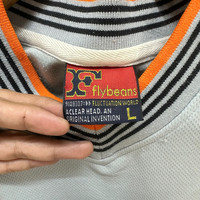 F
flybeans
FLUCTUATION WORLD
A CLEAR HEAD. AN
ORIGINAL INVENTION
L